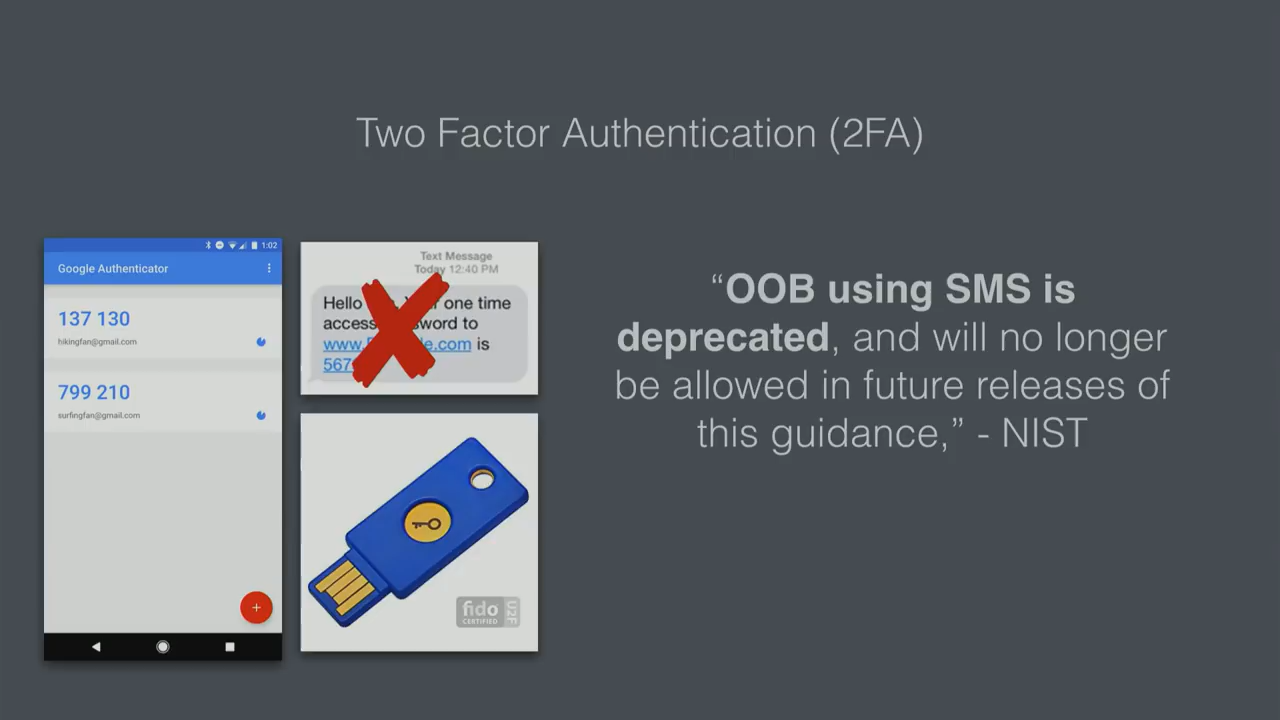 Two Factor Authentication (2FA)
1:02
Google Authenticator
137 130
hikingfan@gmail.com
799 210
surfingfan@gmail.com
Text Message
Today 12:40 PM
Hello one time
access to
www. .com is
567
fido
CERTIFIED
U2F
“OOB using SMS is
deprecated, and will no longer
be allowed in future releases of
this guidance,” - NIST